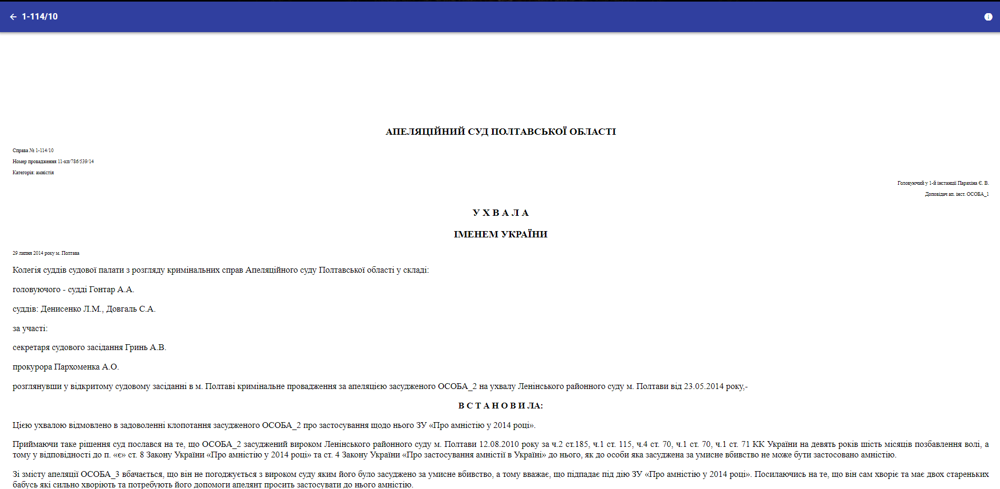 1-114/10
АПЕЛЯЦІЙНИЙ СУД ПОЛТАВСЬКОЇ ОБЛАСТІ
Справа № 1-114/10
Номер провадження 11-кп/786/539/14
Категорія: амністія
Головуючий у 1-й інстанції Парахіна Є. В.
Доповідач ап. інст. ОСОБА_1
У Х В А Л А
ІМЕНЕМ УКРАЇНИ
29 липня 2014 року м. Полтава
Колегія суддів судової палати з розгляду кримінальних справ Апеляційного суду Полтавської області у складі:
головуючого - судді Гонтар А.А.
суддів: Денисенко Л.М., Довгаль С.А.
за участі:
секретаря судового засідання Гринь А.В.
прокурора Пархоменка А.О.
розглянувши у відкритому судовому засіданні в м. Полтаві кримінальне провадження за апеляцією засудженого ОСОБА_2 на ухвалу Ленінського районного суду м. Полтави від 23.05.2014 року,-
В С Т А Н О В И ЛА:
Цією ухвалою відмовлено в задоволенні клопотання засудженого ОСОБА_2 про застосування щодо нього ЗУ «Про амністію у 2014 році».
Приймаючи таке рішення суд послався на те, що ОСОБА_2 засуджений вироком Ленінського районного суду м. Полтави 12.08.2010 року за ч.2 ст.185, ч.1 ст. 115, ч.4 ст. 70, ч.1 ст. 70, ч.1 ст. 71 КК України на девять років шість місяців позбавлення волі, а
тому у відповідності до п. «є» ст. 8 Закону України «Про амністію у 2014 році» та ст. 4 Закону України «Про застосування амністії в Україні» до нього, як до особи яка засуджена за умисне вбивство не може бути застосовано амністію.
Зі змісту апеляції ОСОБА_3 вбачається, що він не погоджується з вироком суду яким його було засуджено за умисне вбивство, а тому вважає, що підпадає під дію ЗУ «Про амністію у 2014 році». Посилаючись на те, що він сам хворіє та має двох стареньких
бабусь які сильно хворіють та потребують його допомоги апелянт просить застосувати до нього амністію.